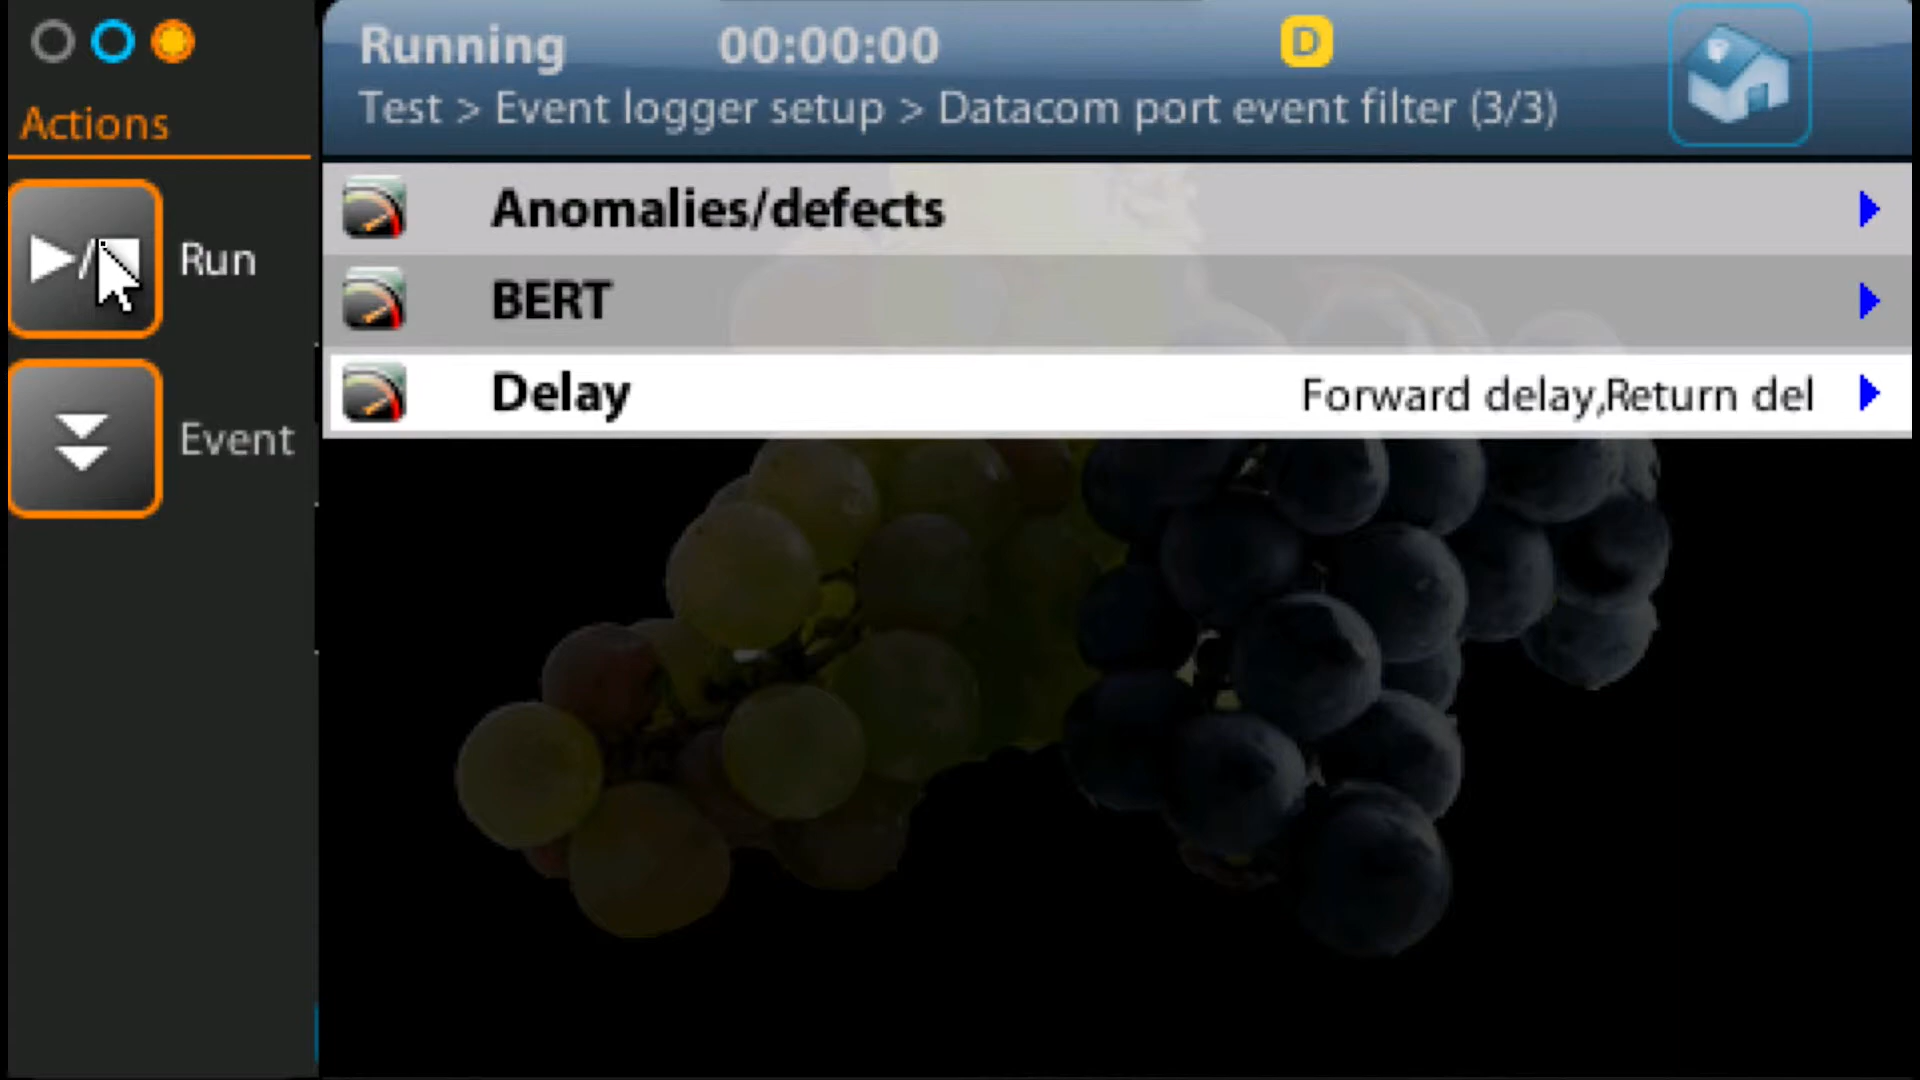 Running 00:00:00 D
Test > Event logger setup > Datacom port event filter (3/3)
Actions
Run
Event
Anomalies/defects
BERT
Delay Forward delay,Return del